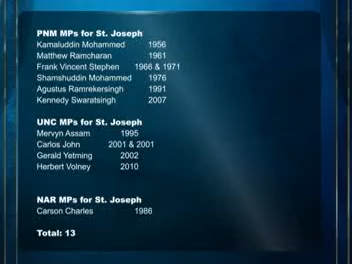 PNM MPs for St. Joseph
Kamaluddin Mohammed 1956
Matthew Ramcharan 1961
Frank Vincent Stephen 1966 & 1971
Shamshuddin Mohammed 1976
Agustus Ramrekersingh 1991
Kennedy Swaratsingh 2007
UNC MPs for St. Joseph
Mervyn Assam 1995
Carlos John 2001 & 2001
Gerald Yetming 2002
Herbert Volney 2010
NAR MPs for St. Joseph
Carson Charles 1986
Total: 13